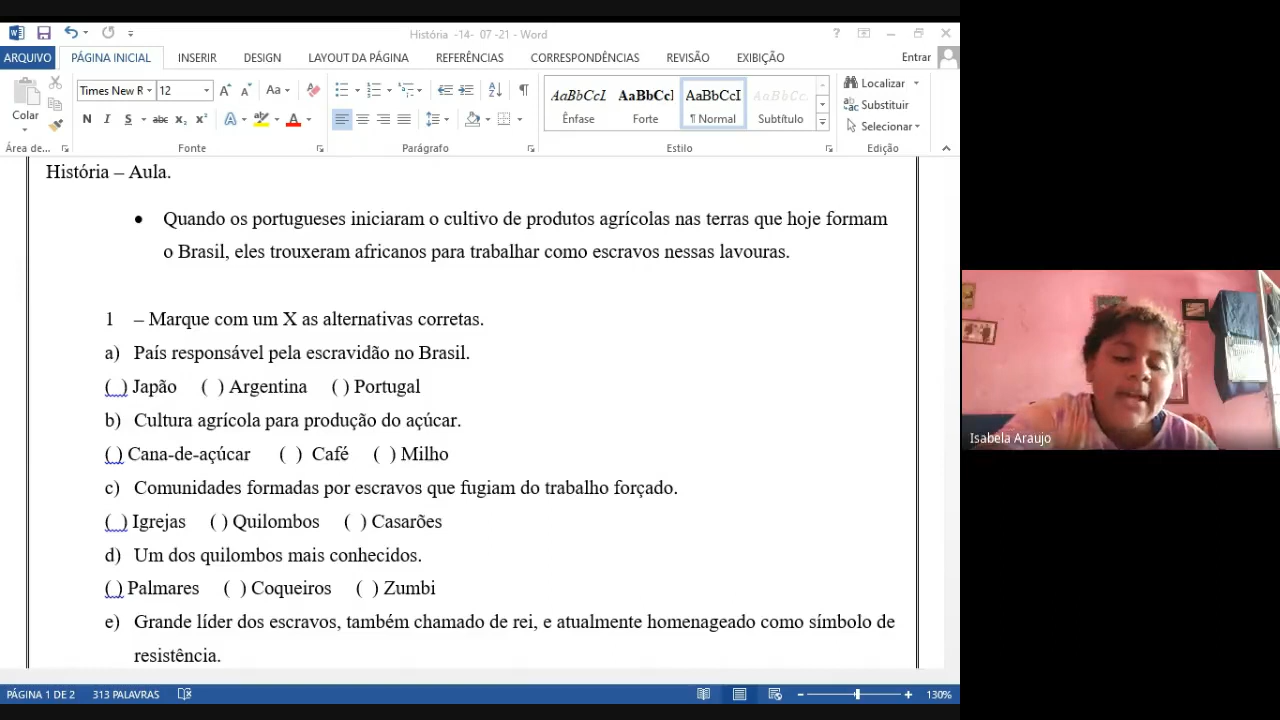 História -14- 07 -21 - Word
?
ARQUIVO PÁGINA INICIAL INSERIR DESIGN LAYOUT DA PÁGINA REFERÊNCIAS CORRESPONDÊNCIAS REVISÃO EXIBIÇÃO Entrar
Colar
Times New R 12
Aa
N I S abc x₂ x² A A
AaBbCcI AaBbCcI AaBbCcI AaBbCc
Ênfase Forte ¶ Normal Subtítulo
Localizar
Substituir
Selecionar
Área de... Fonte Parágrafo Estilo Edição
História – Aula.
• Quando os portugueses iniciaram o cultivo de produtos agrícolas nas terras que hoje formam
o Brasil, eles trouxeram africanos para trabalhar como escravos nessas lavouras.
1 – Marque com um X as alternativas corretas.
a) País responsável pela escravidão no Brasil.
( ) Japão ( ) Argentina ( ) Portugal
b) Cultura agrícola para produção do açúcar.
( ) Cana-de-açúcar ( ) Café ( ) Milho
c) Comunidades formadas por escravos que fugiam do trabalho forçado.
( ) Igrejas ( ) Quilombos ( ) Casarões
d) Um dos quilombos mais conhecidos.
( ) Palmares ( ) Coqueiros ( ) Zumbi
e) Grande líder dos escravos, também chamado de rei, e atualmente homenageado como símbolo de
resistência.
Isabela Araujo
PÁGINA 1 DE 2 313 PALAVRAS 130%